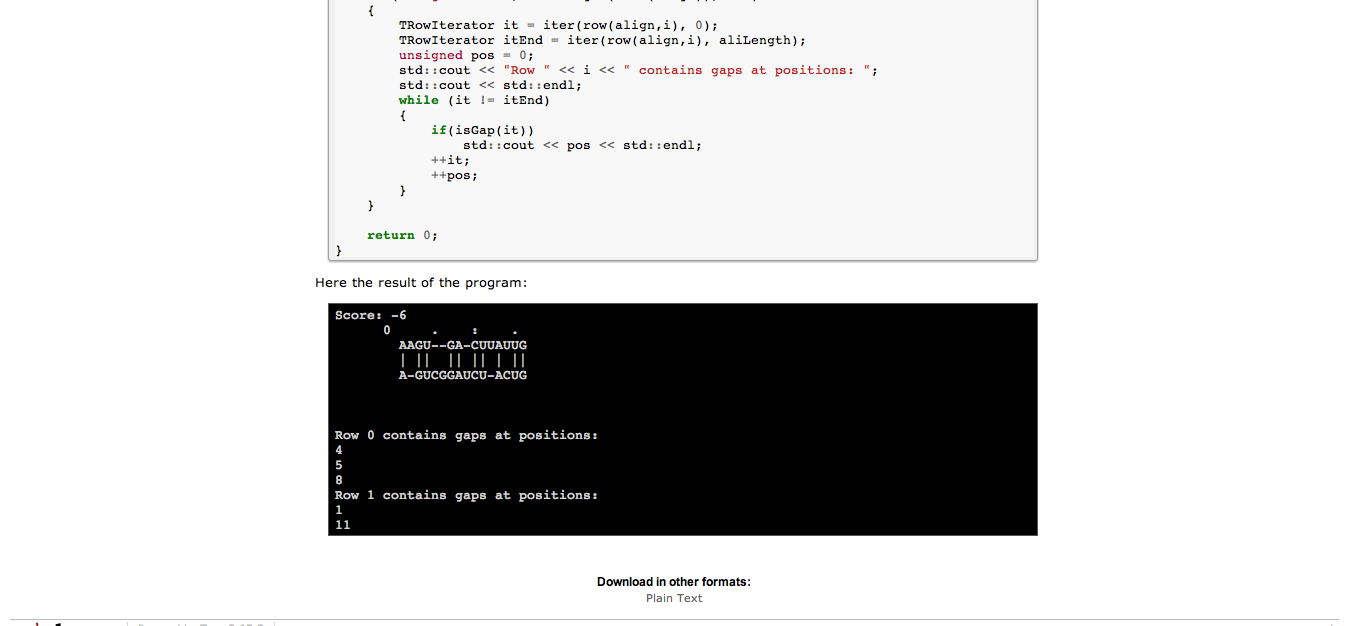 {
TRowIterator it = iter(row(align,i), 0);
TRowIterator itEnd = iter(row(align,i), aliLength);
unsigned pos = 0;
std::cout << "Row " << i << " contains gaps at positions: ";
std::cout << std::endl;
while (it != itEnd)
{
if(isGap(it))
std::cout << pos << std::endl;
++it;
++pos;
}
}
return 0;
}
Here the result of the program:
Score: -6
0     .    :    .
AAGU--GA-CUUAUUG
| ||  || || | ||
A-GUCGGAUCU-ACUG
Row 0 contains gaps at positions:
4
5
8
Row 1 contains gaps at positions:
1
11
Download in other formats:
Plain Text